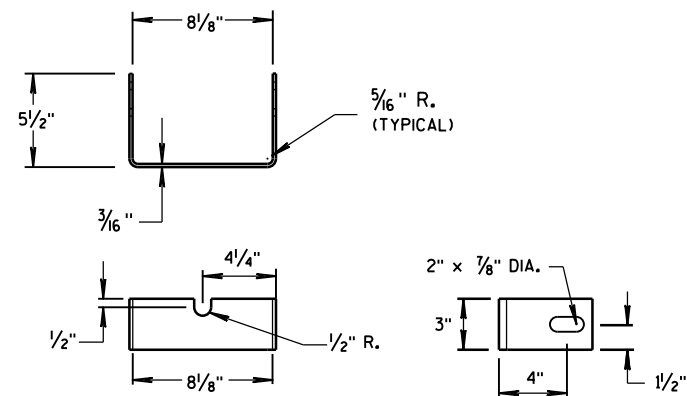 8 1/8"
5 1/2"
5/16" R.
(TYPICAL)
3/16"
4 1/4"
1/2"
1/2" R.
8 1/8"
2" x 7/8" DIA.
3"
4"
1 1/2"